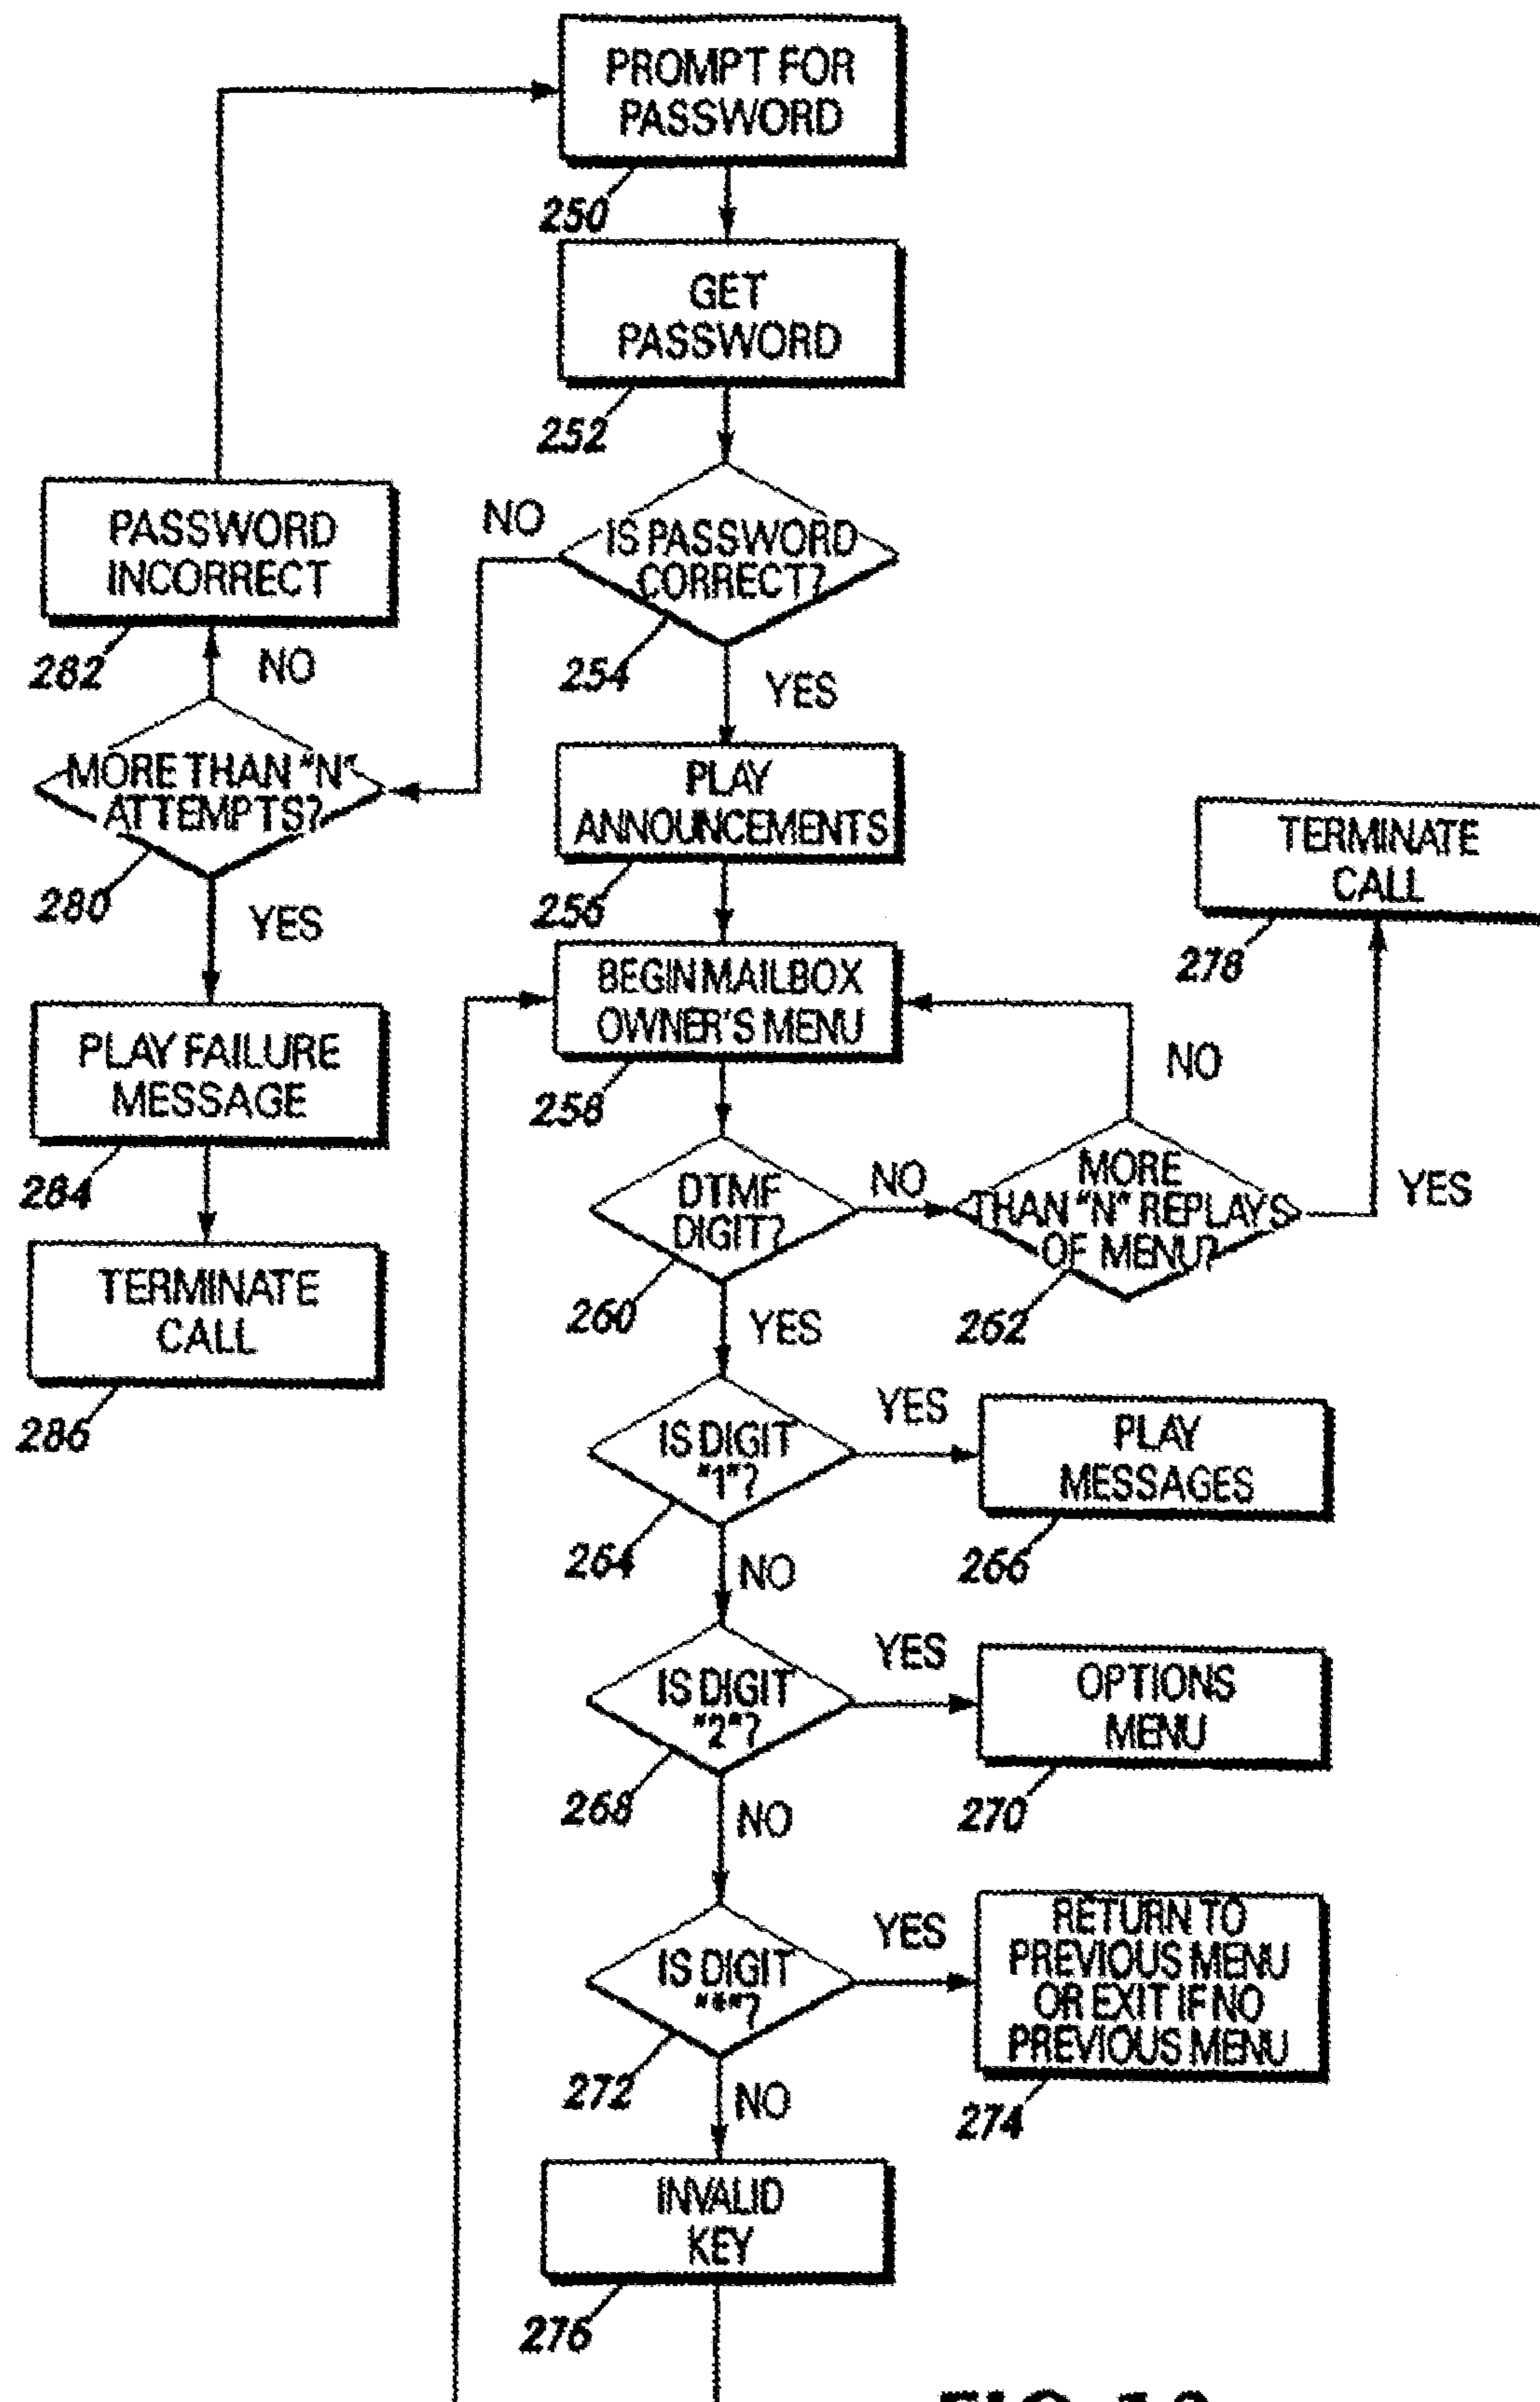 PROMPT FOR
PASSWORD
250
GET
PASSWORD
252
IS PASSWORD
CORRECT?
254
NO
YES
PASSWORD
INCORRECT
282
NO
MORE THAN "N"
ATTEMPTS?
280
YES
PLAY FAILURE
MESSAGE
284
TERMINATE
CALL
286
PLAY
ANNOUNCEMENTS
256
BEGIN MAILBOX
OWNER'S MENU
258
TERMINATE
CALL
278
NO
DTMF
DIGIT?
260
NO
MORE
THAN "N" REPLAYS
OF MENU?
262
YES
YES
IS DIGIT
"1"?
264
YES
PLAY
MESSAGES
266
NO
IS DIGIT
"2"?
268
YES
OPTIONS
MENU
270
NO
IS DIGIT
"*"?
272
YES
RETURN TO
PREVIOUS MENU
OR EXIT IF NO
PREVIOUS MENU
274
NO
INVALID
KEY
276